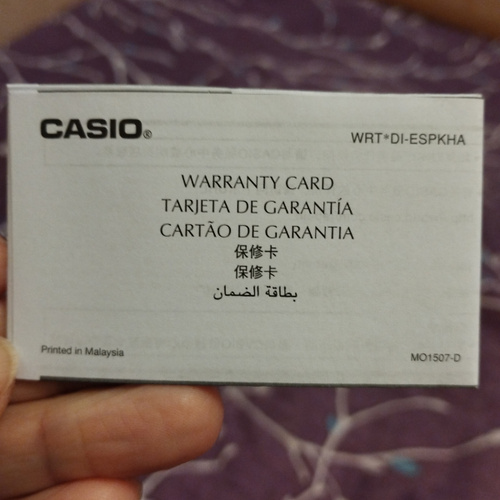 CASIO®
WRT*DI-ESPKHA
WARRANTY CARD
TARJETA DE GARANTÍA
CARTÃO DE GARANTIA
保修卡
保修卡
بطاقة الضمان
Printed in Malaysia
MO1507-D